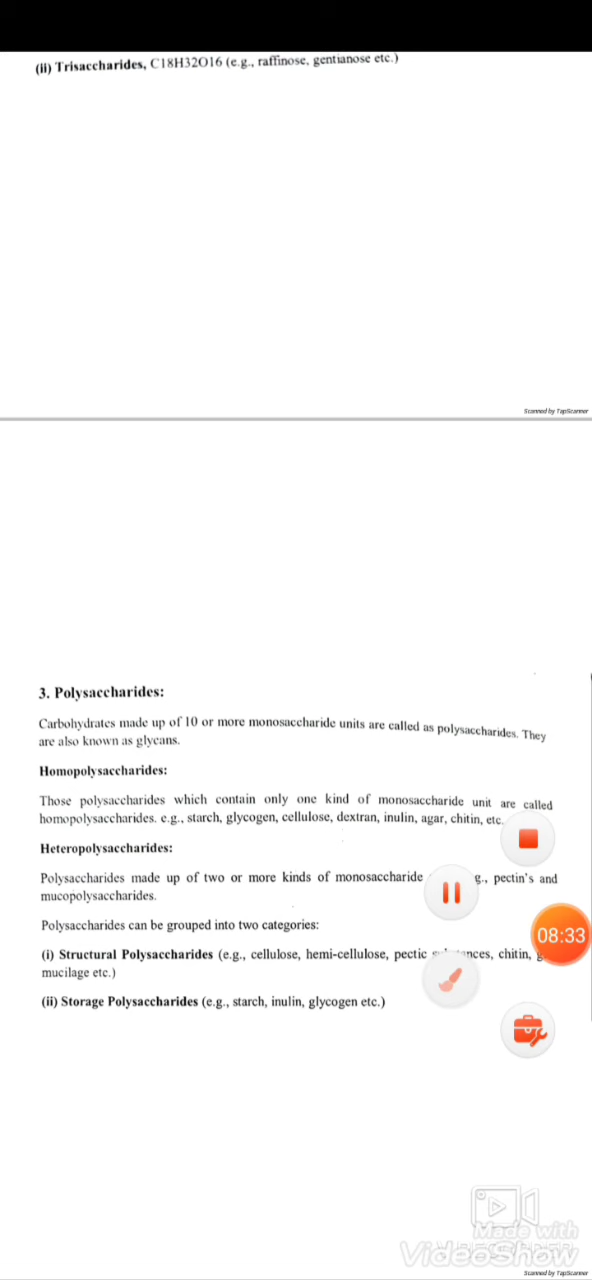 (ii) Trisaccharides, C18H32O16 (e.g., raffinose, gentianose etc.)
Scanned by TapScanner
3. Polysaccharides:
Carbohydrates made up of 10 or more monosaccharide units are called as polysaccharides. They
are also known as glycans.
Homopolysaccharides:
Those polysaccharides which contain only one kind of monosaccharide unit are called
homopolysaccharides. e.g., starch, glycogen, cellulose, dextran, inulin, agar, chitin, etc.
Heteropolysaccharides:
Polysaccharides made up of two or more kinds of monosaccharide g., pectin's and
mucopolysaccharides.
Polysaccharides can be grouped into two categories:
08:33
(i) Structural Polysaccharides (e.g., cellulose, hemi-cellulose, pectic chitin,
mucilage etc.)
(ii) Storage Polysaccharides (e.g., starch, inulin, glycogen etc.)
Made with
VideoShow
Scanned by TapScanner